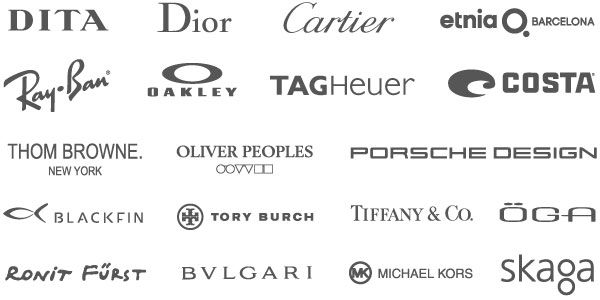 DITA
Dior
Cartier
etnia BARCELONA
Ray-Ban®
OAKLEY
TAGHeuer
COSTA®
THOM BROWNE.
NEW YORK
OLIVER PEOPLES
PORSCHE DESIGN
BLACKFIN
TORY BURCH
TIFFANY & CO.
ÖGA
RONiT FÜRST
BVLGARI
MK MICHAEL KORS
skaga